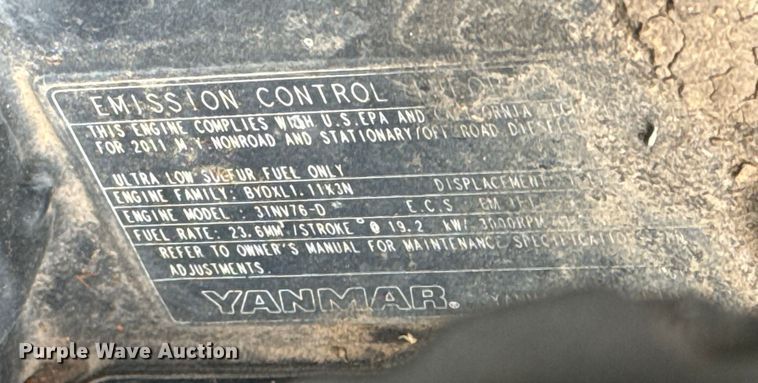 EMISSION CONTROL
THIS ENGINE COMPLIES WITH U.S.EPA AND CALIFORNIA
FOR 2011 M.Y. NONROAD AND STATIONARY/OFF ROAD DIESEL
ULTRA LOW SULFUR FUEL ONLY
ENGINE FAMILY: BYDXL1.11K3N DISPLACEMENT
ENGINE MODEL : 3TNV76-D E.C.S
FUEL RATE: 23.6MM³/STROKE @ 19.2 kW/ 3000RPM
REFER TO OWNER'S MANUAL FOR MAINTENANCE SPECIFICATIONS
ADJUSTMENTS.
YANMAR®
Purple Wave Auction